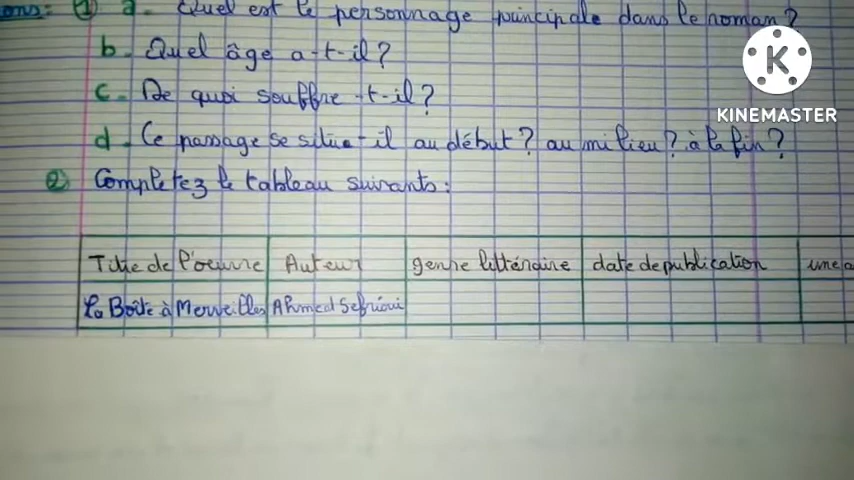 ons: ① a. Quel est le personnage principale dans le roman?
b. Quel âge a-t-il?
c. De quoi souffre-t-il?
d. Ce passage se situe-t-il au début? au milieu? à la fin?
② Completez le tableau suivants:
Titre de l'oeuvre Auteur genre littéraire date de publication une a
La Boîte à Merveilles Ahmed Sefrioui
KINEMASTER